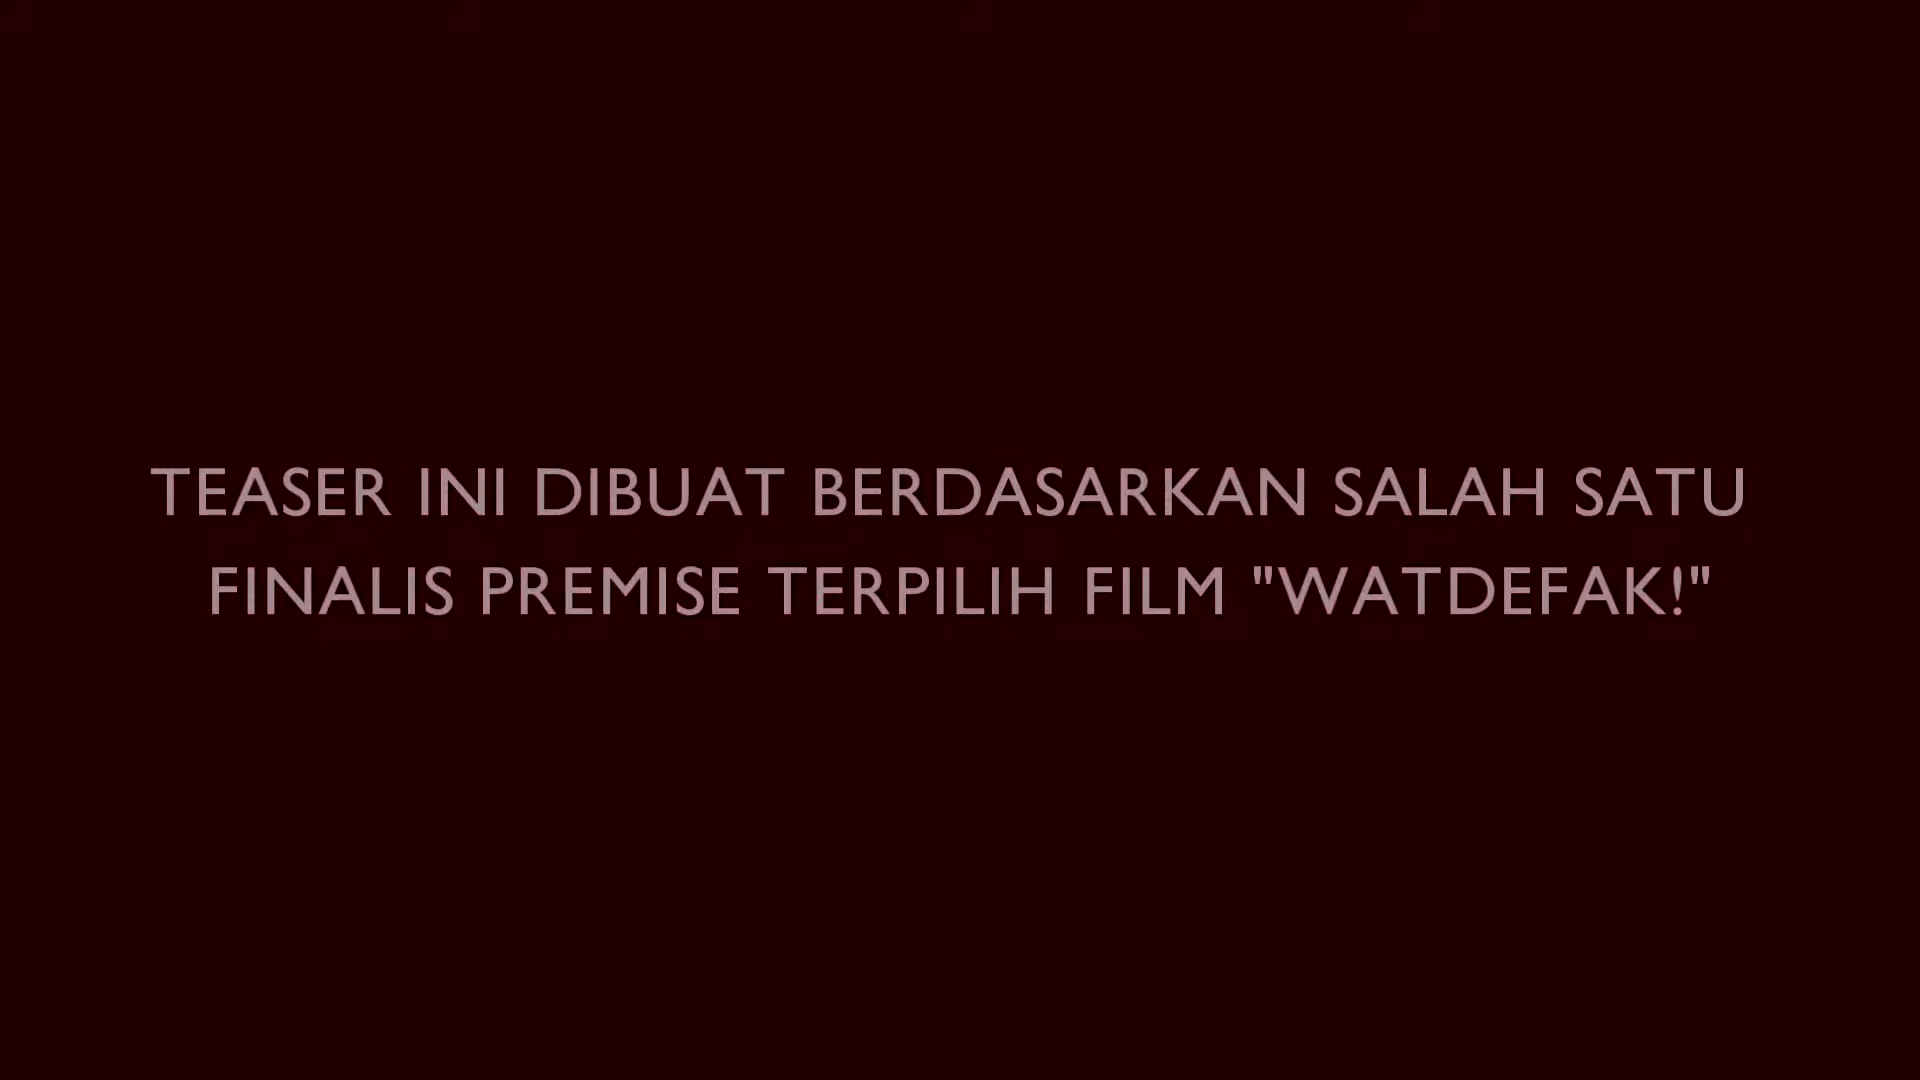 TEASER INI DIBUAT BERDASARKAN SALAH SATU
FINALIS PREMISE TERPILIH FILM "WATDEFAK!"